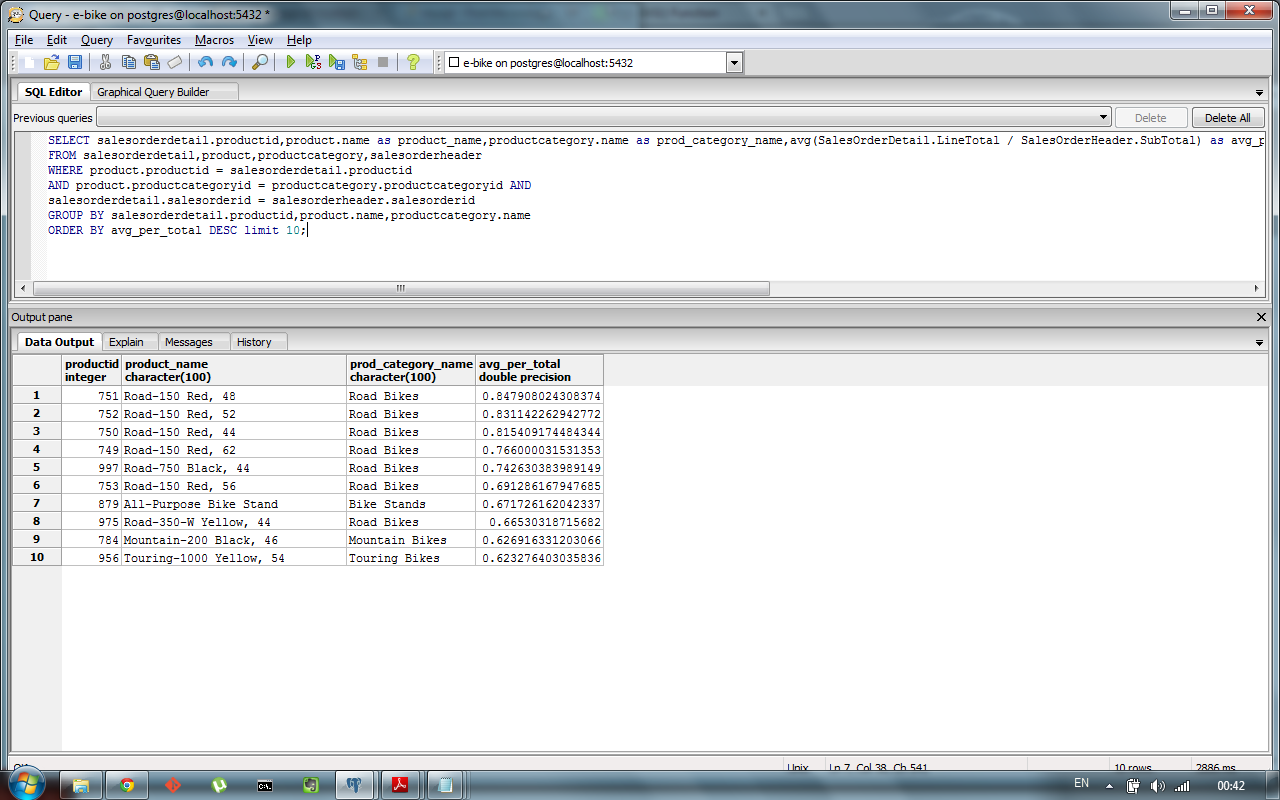 Query - e-bike on postgres@localhost:5432 *
File Edit Query Favourites Macros View Help
e-bike on postgres@localhost:5432
SQL Editor Graphical Query Builder
Previous queries Delete Delete All
SELECT salesorderdetail.productid,product.name as product_name,productcategory.name as prod_category_name,avg(SalesOrderDetail.LineTotal / SalesOrderHeader.SubTotal) as avg_p
FROM salesorderdetail,product,productcategory,salesorderheader
WHERE product.productid = salesorderdetail.productid
AND product.productcategoryid = productcategory.productcategoryid AND
salesorderdetail.salesorderid = salesorderheader.salesorderid
GROUP BY salesorderdetail.productid,product.name,productcategory.name
ORDER BY avg_per_total DESC limit 10;
Output pane
Data Output Explain Messages History
productid product_name prod_category_name avg_per_total
integer character(100) character(100) double precision
1 751 Road-150 Red, 48 Road Bikes 0.847908024308374
2 752 Road-150 Red, 52 Road Bikes 0.831142262942772
3 750 Road-150 Red, 44 Road Bikes 0.815409174484344
4 749 Road-150 Red, 62 Road Bikes 0.766000031531353
5 997 Road-750 Black, 44 Road Bikes 0.742630383989149
6 753 Road-150 Red, 56 Road Bikes 0.691286167947685
7 879 All-Purpose Bike Stand Bike Stands 0.671726162042337
8 975 Road-350-W Yellow, 44 Road Bikes 0.66530318715682
9 784 Mountain-200 Black, 46 Mountain Bikes 0.626916331203066
10 956 Touring-1000 Yellow, 54 Touring Bikes 0.623276403035836
Unix Ln 7, Col 38, Ch 541 10 rows 2886 ms
EN 00:42